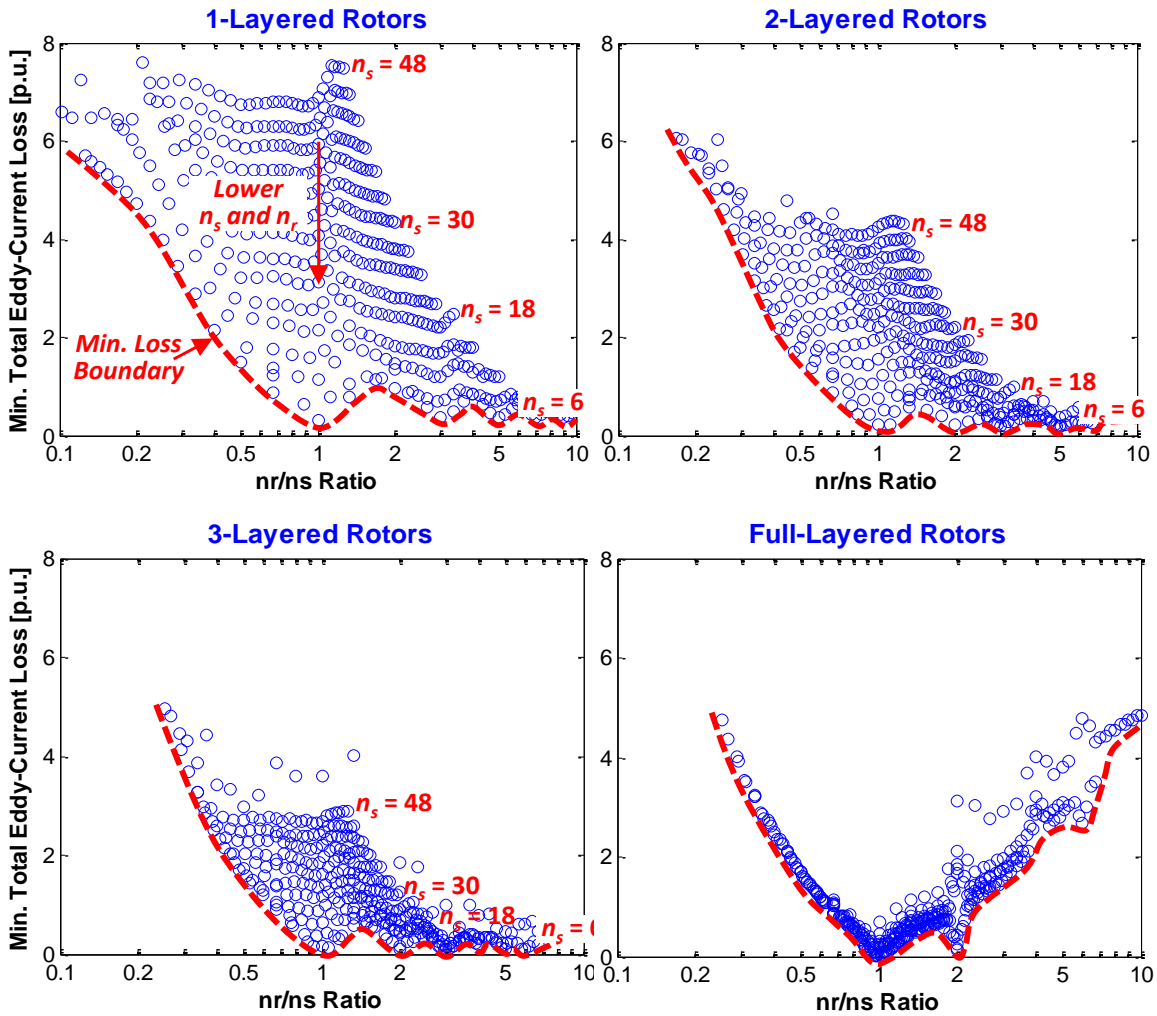 1-Layered Rotors
Min. Total Eddy-Current Loss [p.u.]
8
6
4
2
0
n_s = 48
Lower
n_s and n_r
n_s = 30
n_s = 18
Min. Loss
Boundary
n_s = 6
0.1 0.2 0.5 1 2 5 10
nr/ns Ratio
2-Layered Rotors
8
6
4
2
0
n_s = 48
n_s = 30
n_s = 18
n_s = 6
0.1 0.2 0.5 1 2 5 10
nr/ns Ratio
3-Layered Rotors
Min. Total Eddy-Current Loss [p.u.]
8
6
4
2
0
n_s = 48
n_s = 30
n_s = 18
n_s =
0.1 0.2 0.5 1 2 5 10
nr/ns Ratio
Full-Layered Rotors
8
6
4
2
0
0.1 0.2 0.5 1 2 5 10
nr/ns Ratio